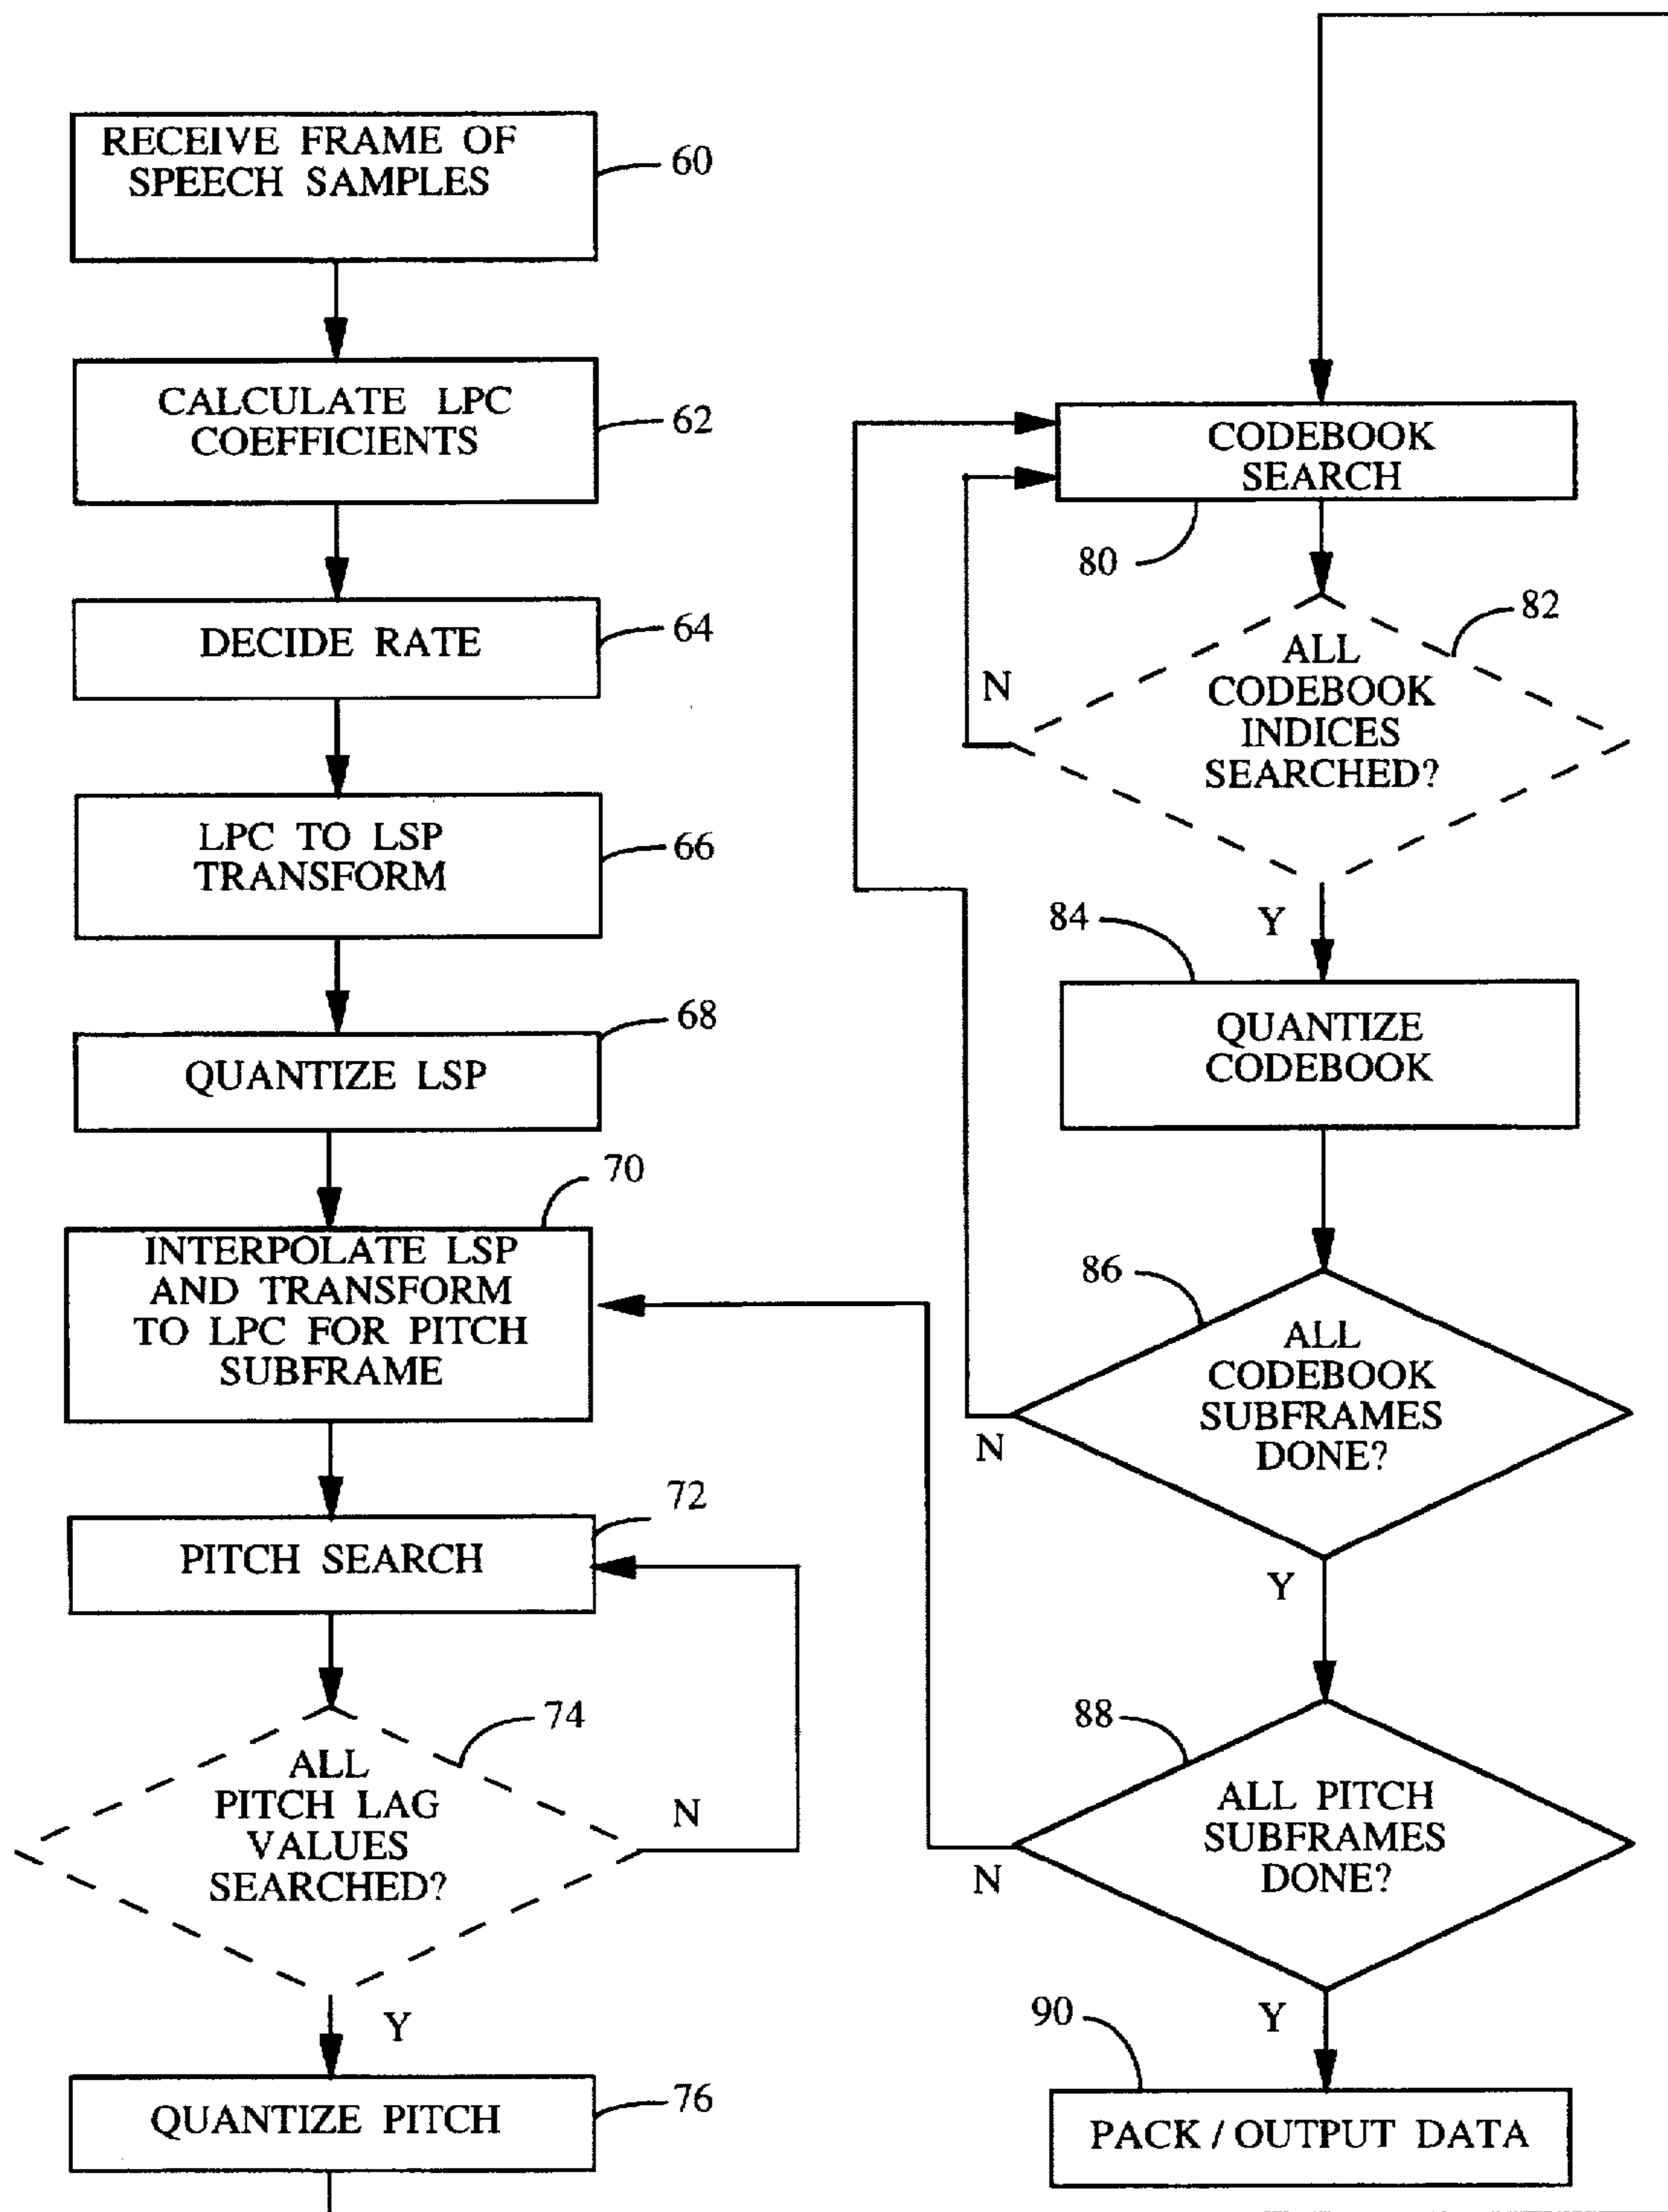 RECEIVE FRAME OF
SPEECH SAMPLES
60
CALCULATE LPC
COEFFICIENTS
62
DECIDE RATE
64
LPC TO LSP
TRANSFORM
66
QUANTIZE LSP
68
INTERPOLATE LSP
AND TRANSFORM
TO LPC FOR PITCH
SUBFRAME
70
PITCH SEARCH
72
ALL
PITCH LAG
VALUES
SEARCHED?
74
N
Y
QUANTIZE PITCH
76
CODEBOOK
SEARCH
80
ALL
CODEBOOK
INDICES
SEARCHED?
82
N
Y
84
QUANTIZE
CODEBOOK
86
ALL
CODEBOOK
SUBFRAMES
DONE?
N
Y
88
ALL PITCH
SUBFRAMES
DONE?
N
Y
90
PACK / OUTPUT DATA